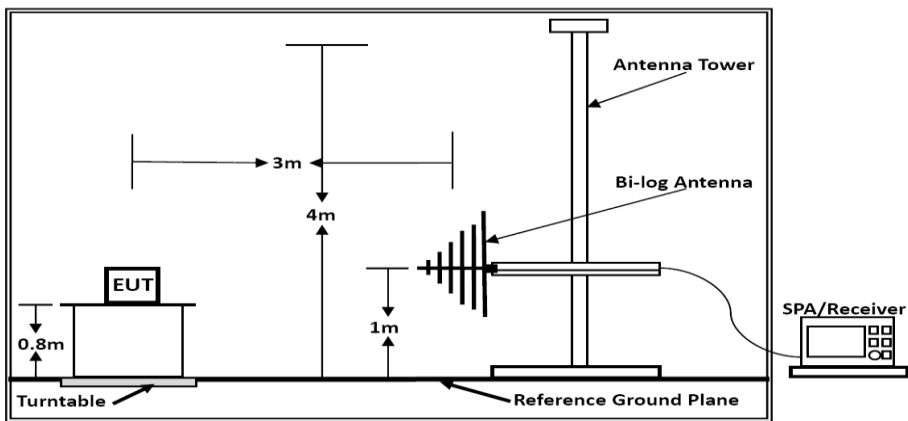 Antenna Tower
3m
Bi-log Antenna
4m
EUT
SPA/Receiver
1m
0.8m
Turntable
Reference Ground Plane